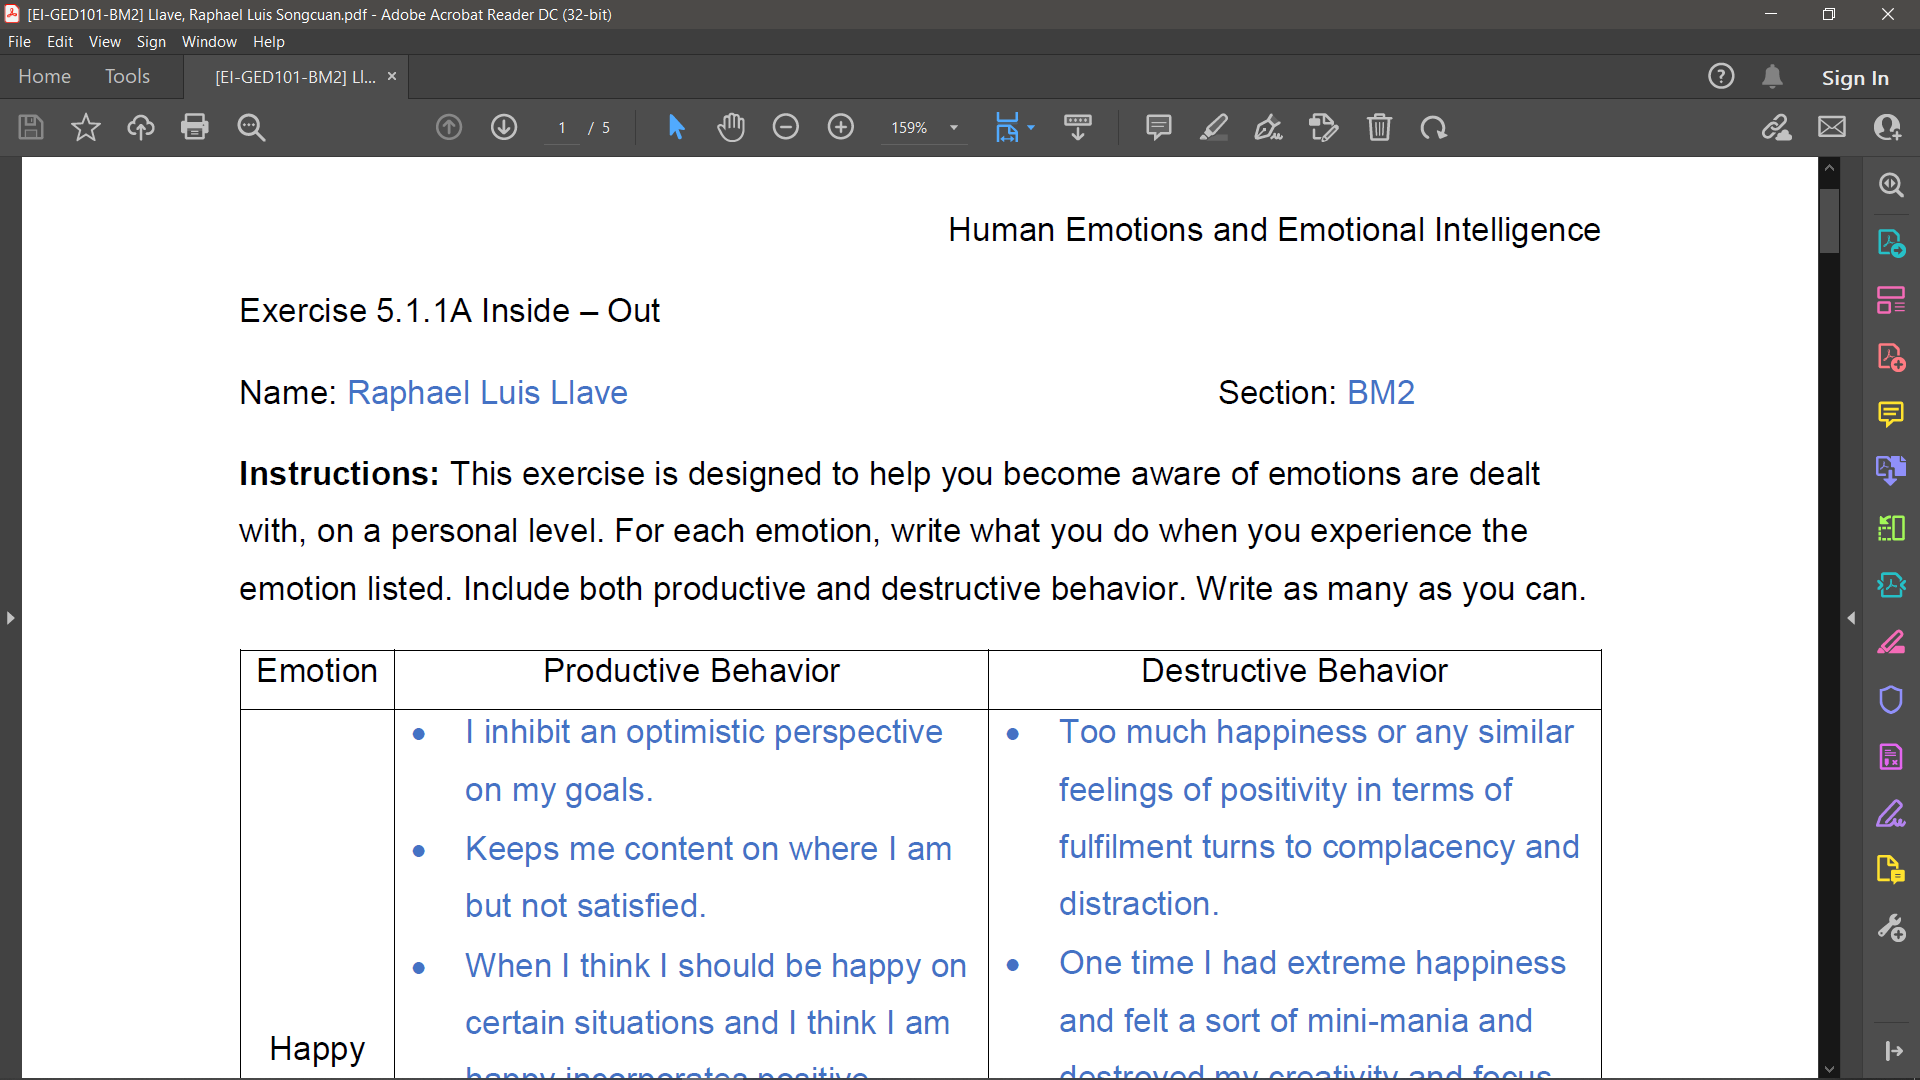 [EI-GED101-BM2] Llave, Raphael Luis Songcuan.pdf - Adobe Acrobat Reader DC (32-bit)
File Edit View Sign Window Help
Home Tools [EI-GED101-BM2] Ll... × Sign In
1 / 5 159%
Human Emotions and Emotional Intelligence
Exercise 5.1.1A Inside – Out
Name: Raphael Luis Llave Section: BM2
Instructions: This exercise is designed to help you become aware of emotions are dealt
with, on a personal level. For each emotion, write what you do when you experience the
emotion listed. Include both productive and destructive behavior. Write as many as you can.
Emotion Productive Behavior Destructive Behavior
Happy
• I inhibit an optimistic perspective
on my goals.
• Keeps me content on where I am
but not satisfied.
• When I think I should be happy on
certain situations and I think I am
happy incorporates positive
• Too much happiness or any similar
feelings of positivity in terms of
fulfilment turns to complacency and
distraction.
• One time I had extreme happiness
and felt a sort of mini-mania and
destroyed my creativity and focus